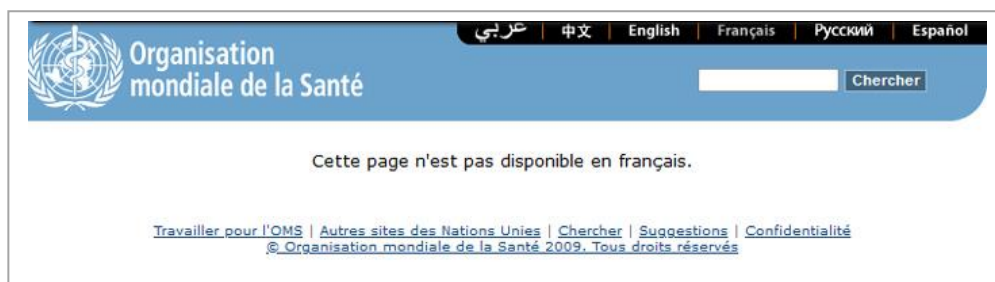 عربي | 中文 | English | Français | Русский | Español
Organisation
mondiale de la Santé
Chercher
Cette page n'est pas disponible en français.
Travailler pour l'OMS | Autres sites des Nations Unies | Chercher | Suggestions | Confidentialité
© Organisation mondiale de la Santé 2009. Tous droits réservés